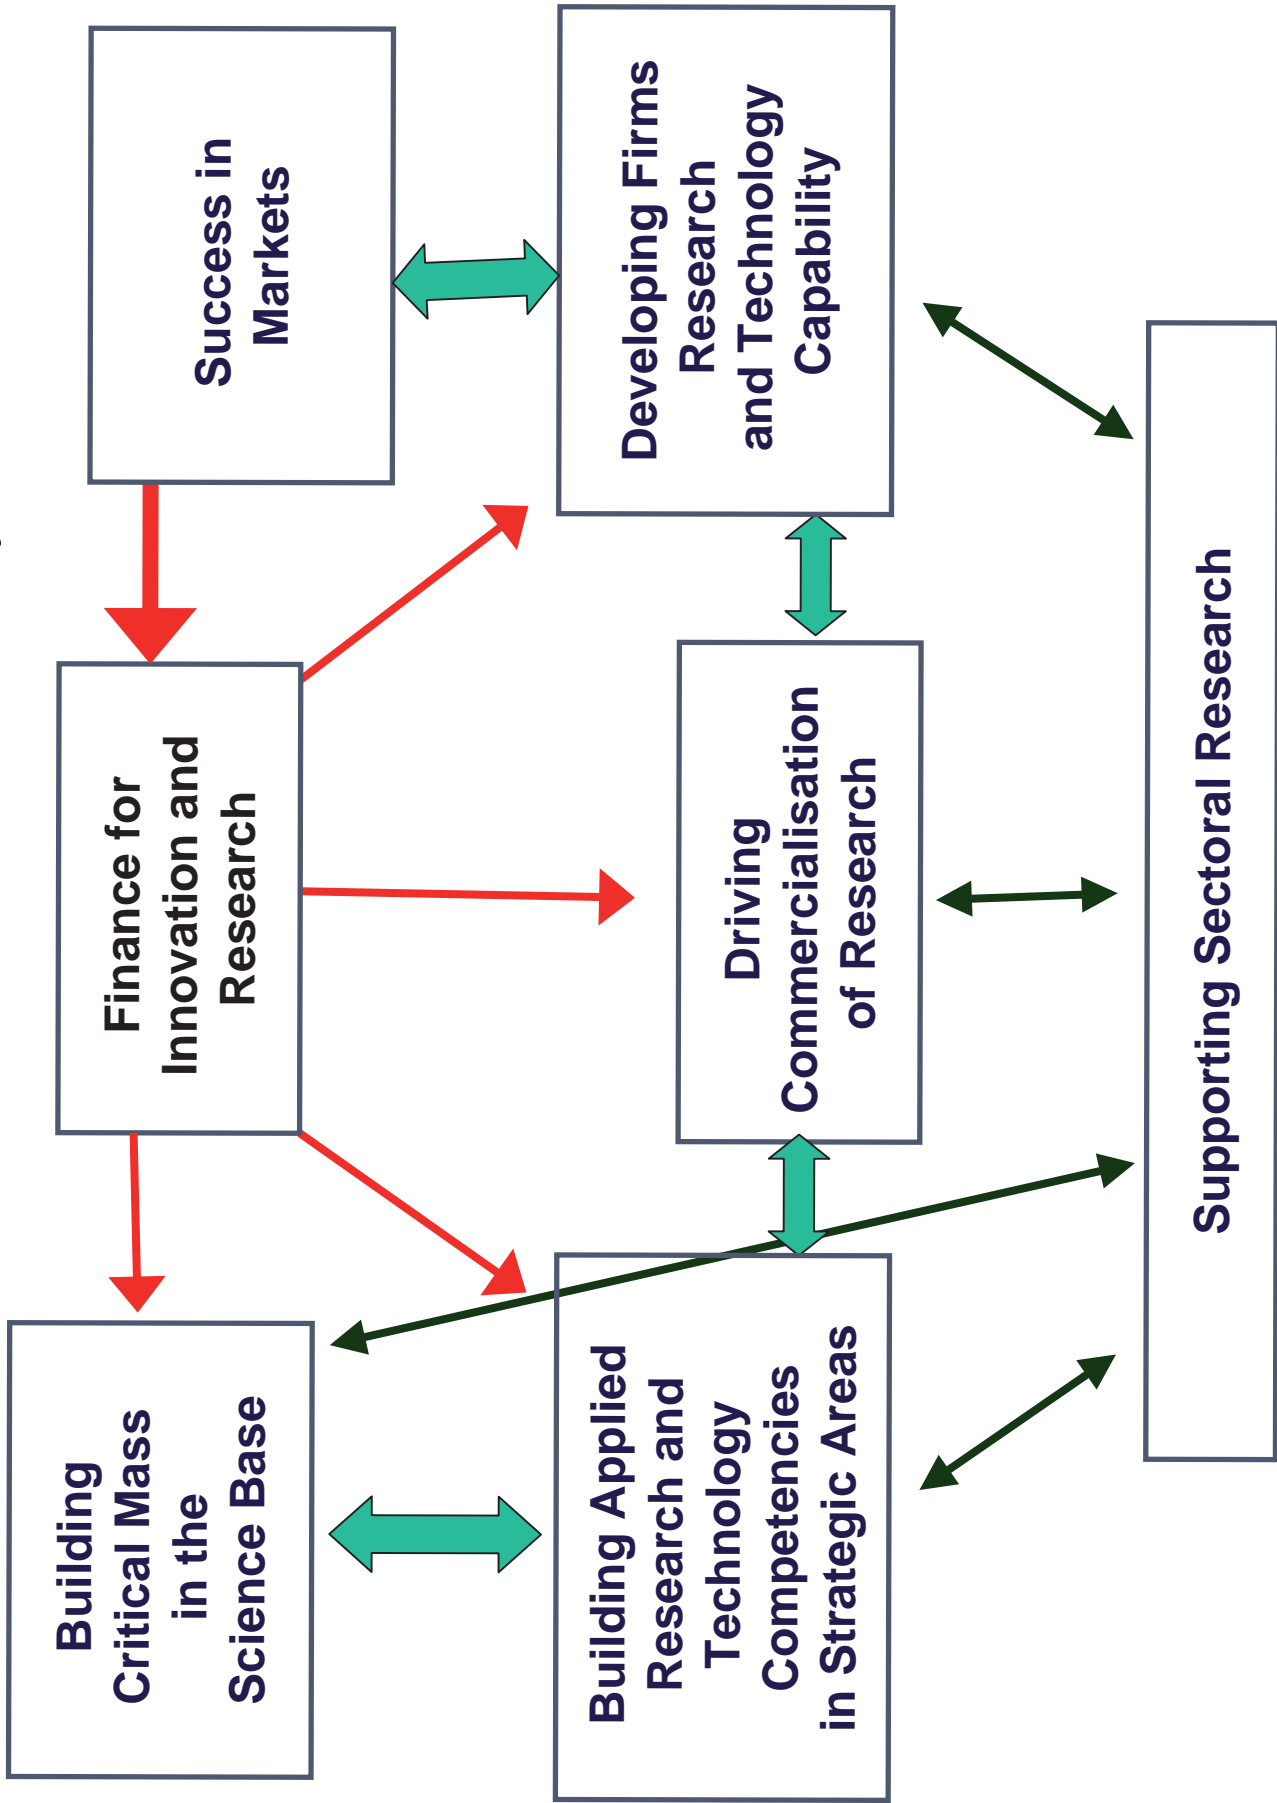 Building
Critical Mass
in the
Science Base
Finance for
Innovation and
Research
Success in
Markets
Building Applied
Research and
Technology
Competencies
in Strategic Areas
Driving
Commercialisation
of Research
Developing Firms
Research
and Technology
Capability
Supporting Sectoral Research